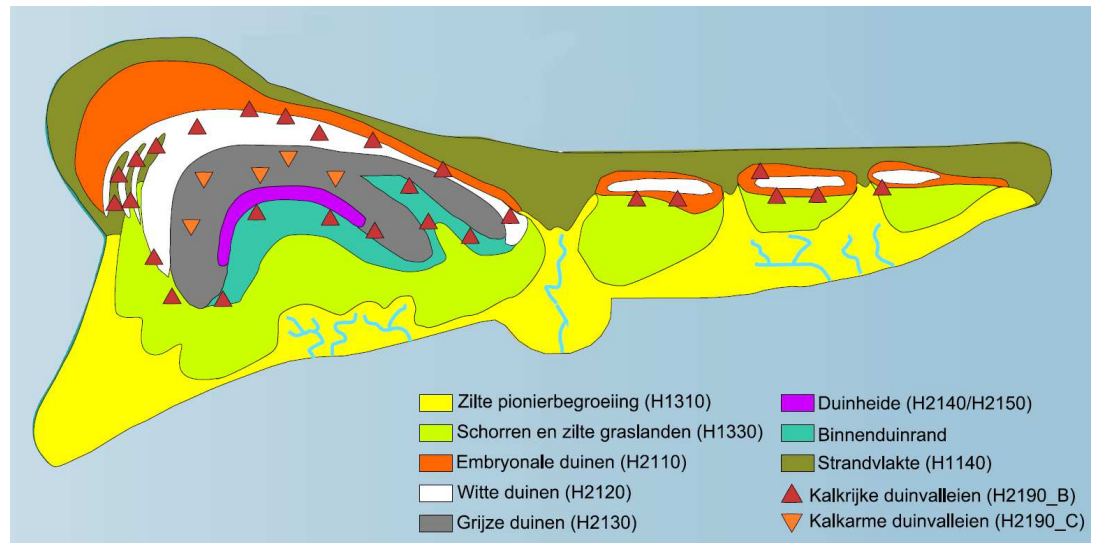 Zilte pionierbegroeiing (H1310)
Schorren en zilte graslanden (H1330)
Embryonale duinen (H2110)
Witte duinen (H2120)
Grijze duinen (H2130)
Duinheide (H2140/H2150)
Binnenduinrand
Strandvlakte (H1140)
Kalkrijke duinvalleien (H2190_B)
Kalkarme duinvalleien (H2190_C)